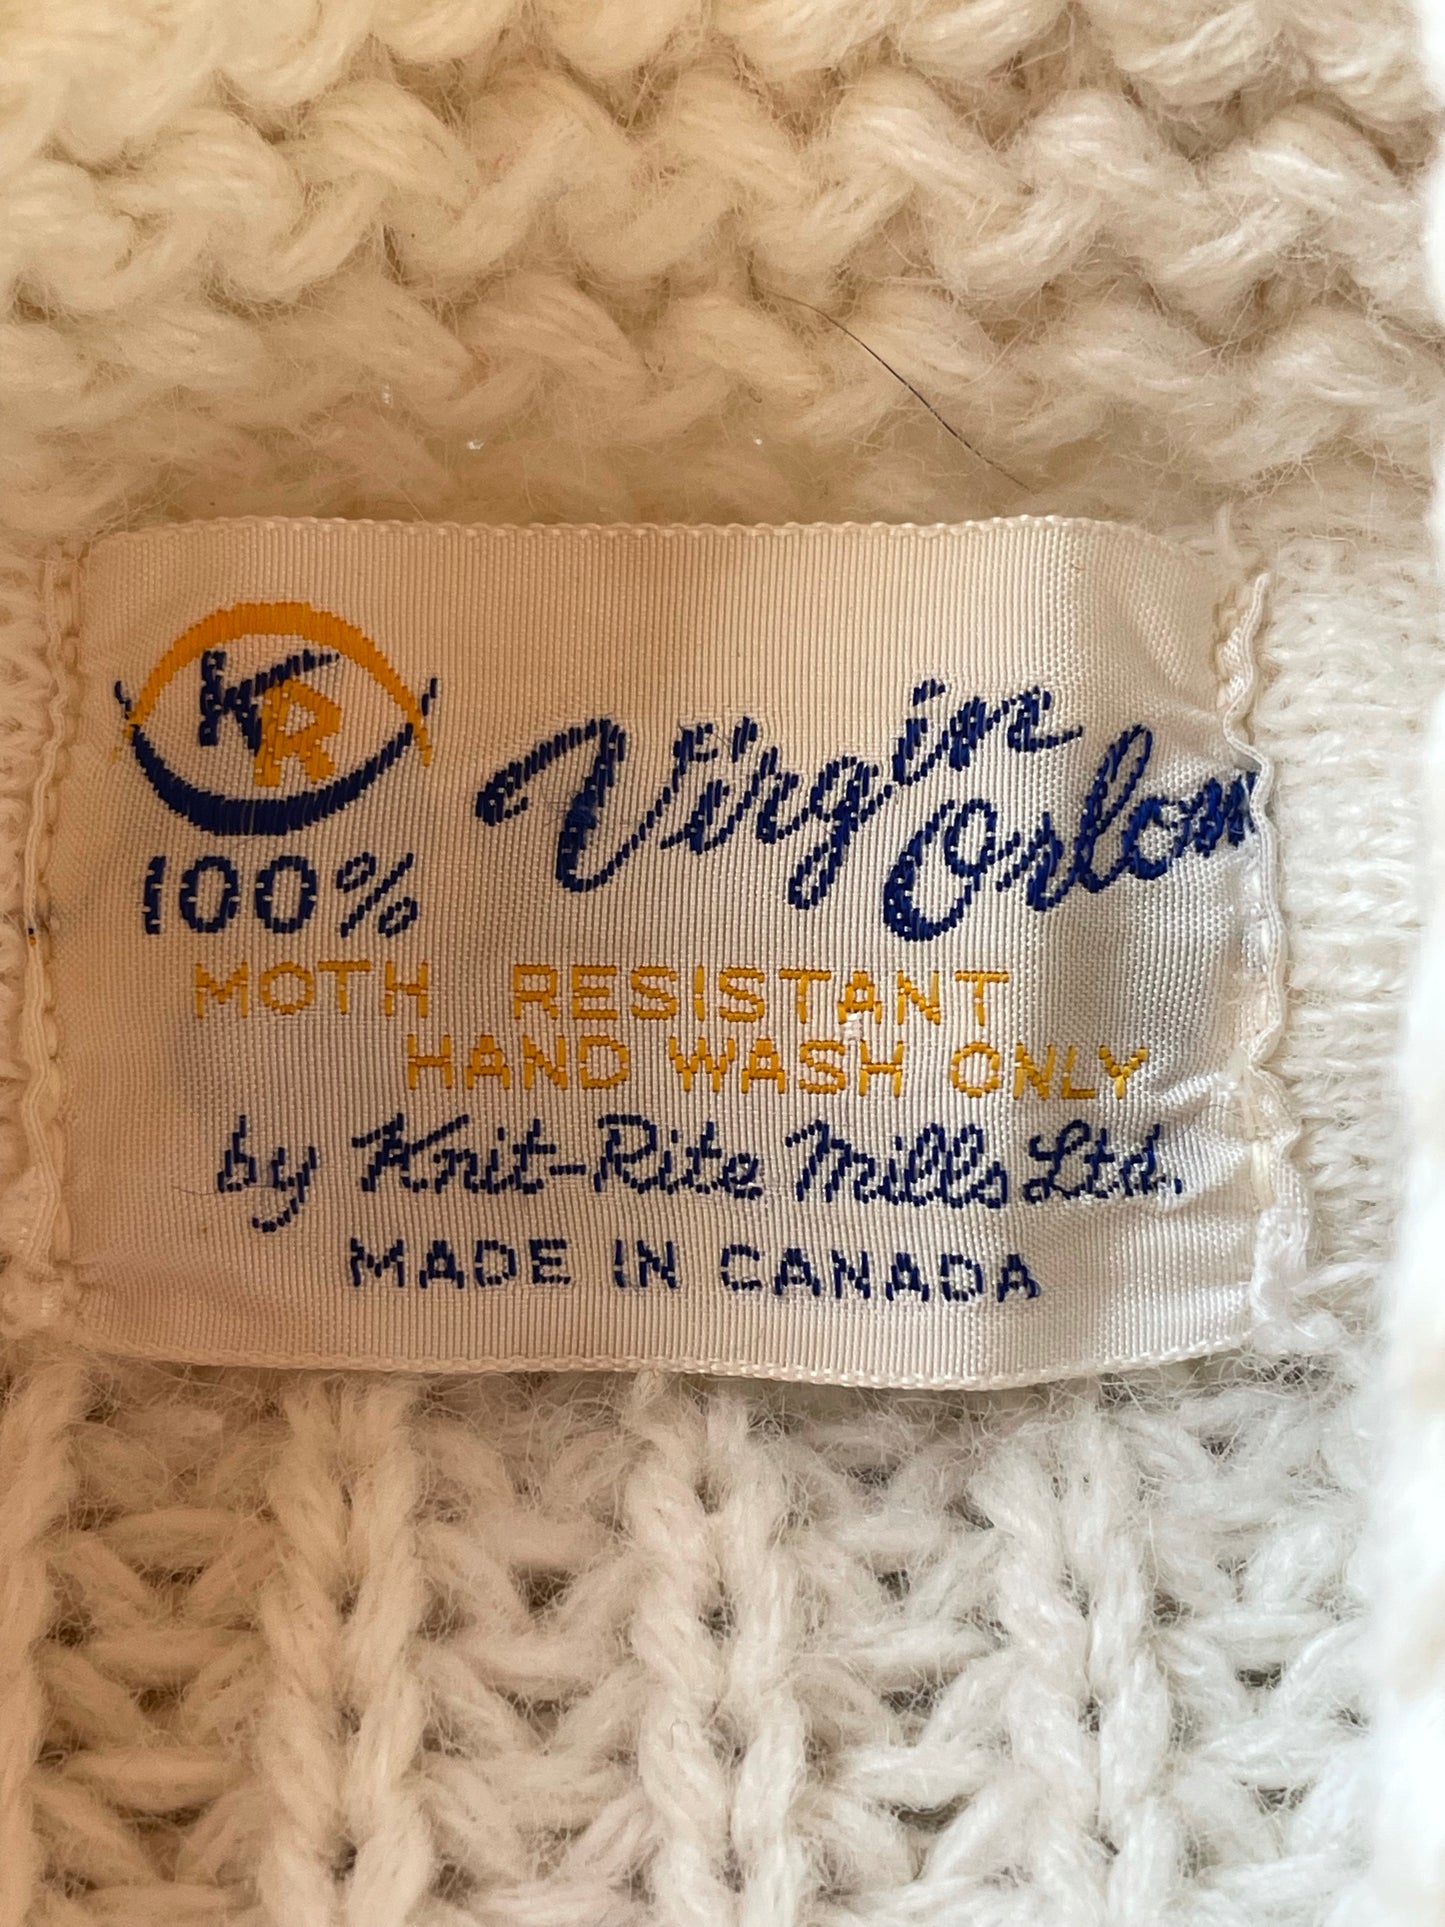 KR
Virgin
100% Orlon
MOTH RESISTANT
HAND WASH ONLY
by Knit-Rite Mills Ltd.
MADE IN CANADA